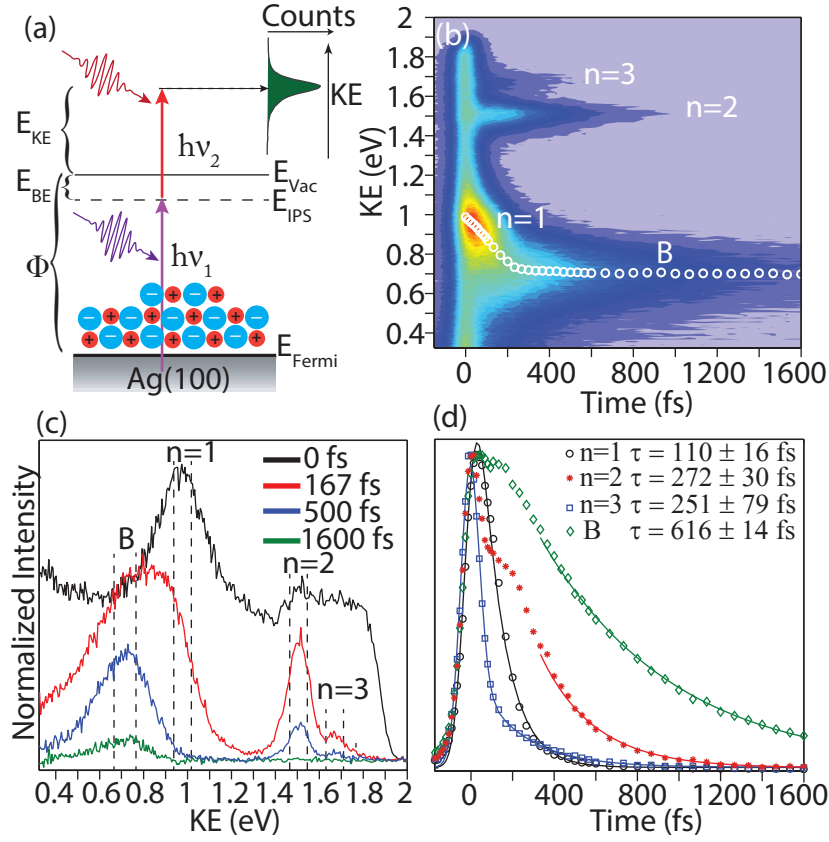 (a)
Counts
KE
E_KE
hν₂
E_BE
E_Vac
E_IPS
Φ
hν₁
E_Fermi
Ag(100)
(b)
KE (eV)
2
1.8
1.6
1.4
1.2
1
0.8
0.6
0.4
n=3
n=2
n=1
B
0 400 800 1200 1600
Time (fs)
(c)
Normalized Intensity
n=1
0 fs
167 fs
500 fs
1600 fs
B
n=2
n=3
0.4 0.6 0.8 1 1.2 1.4 1.6 1.8 2
KE (eV)
(d)
n=1 τ = 110 ± 16 fs
n=2 τ = 272 ± 30 fs
n=3 τ = 251 ± 79 fs
B τ = 616 ± 14 fs
0 400 800 1200 1600
Time (fs)